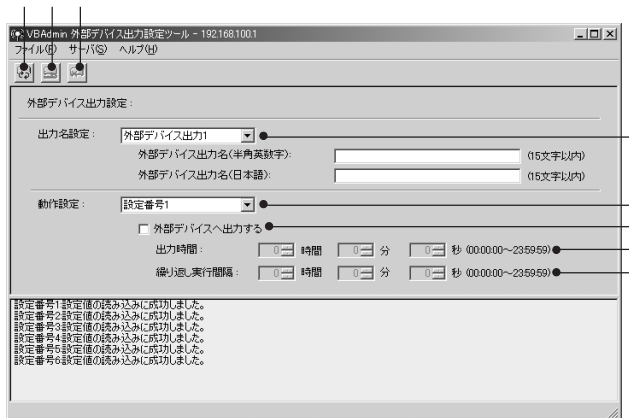 VBAdmin 外部デバイス出力設定ツール - 192.168.100.1
ファイル(F) サーバ(S) ヘルプ(H)
外部デバイス出力設定 :
出力名設定 : 外部デバイス出力1
外部デバイス出力名(半角英数字): (15文字以内)
外部デバイス出力名(日本語): (15文字以内)
動作設定 : 設定番号1
外部デバイスへ出力する
出力時間 : 0 時間 0 分 0 秒 (00:00:00～23:59:59)
繰り返し実行間隔 : 0 時間 0 分 0 秒 (00:00:00～23:59:59)
設定番号1設定値の読み込みに成功しました。
設定番号2設定値の読み込みに成功しました。
設定番号3設定値の読み込みに成功しました。
設定番号4設定値の読み込みに成功しました。
設定番号5設定値の読み込みに成功しました。
設定番号6設定値の読み込みに成功しました。